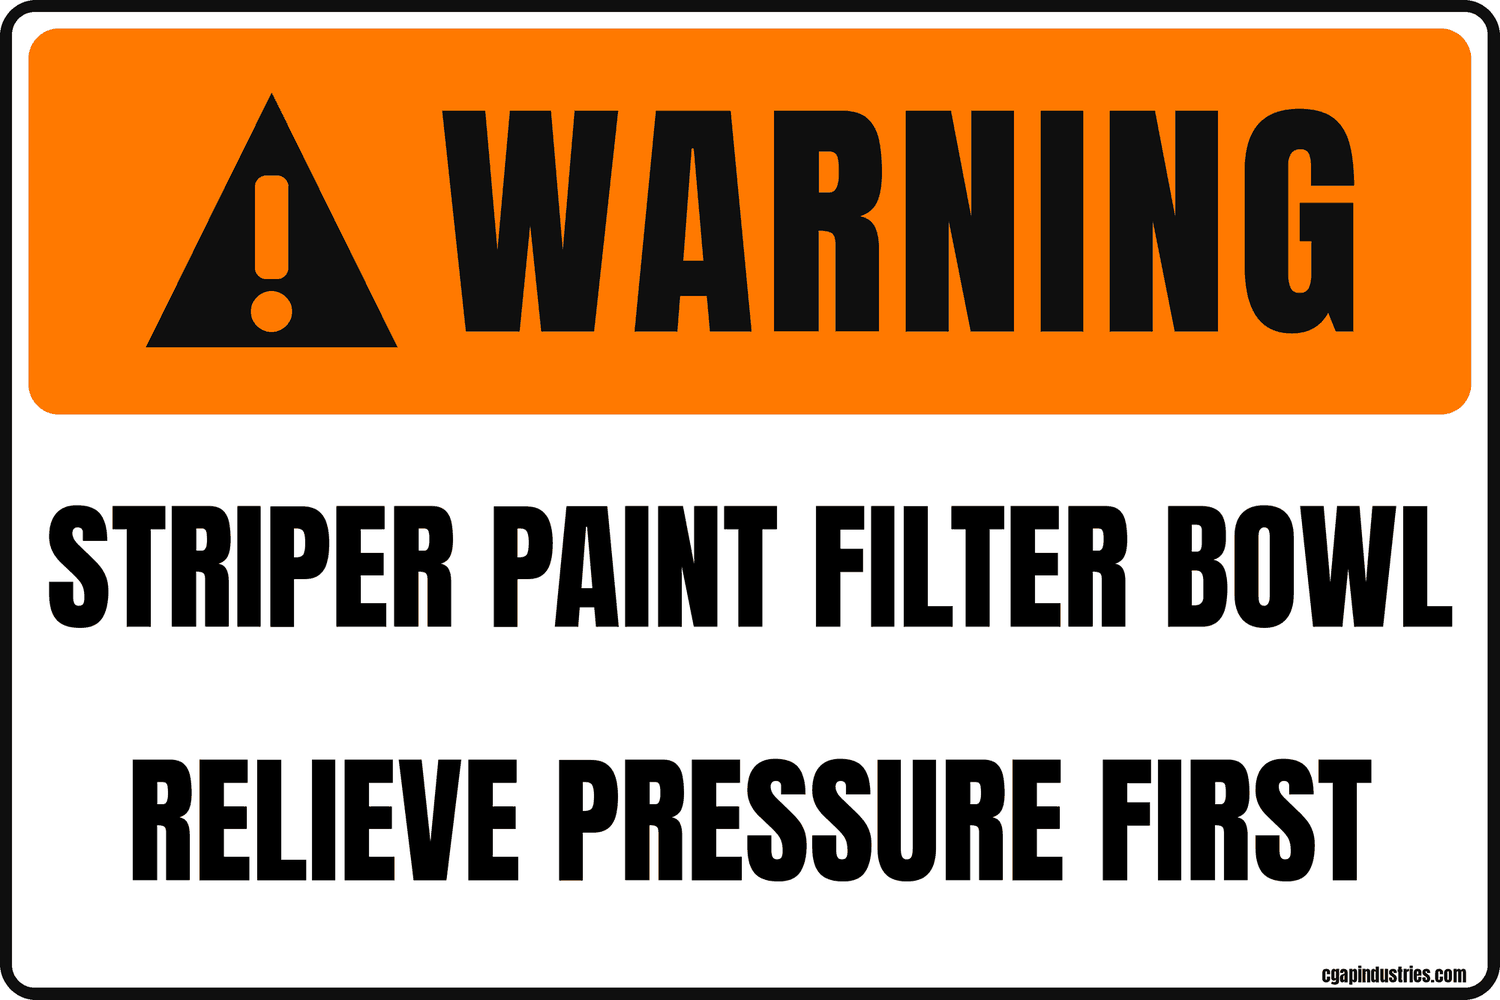 WARNING
STRIPER PAINT FILTER BOWL
RELIEVE PRESSURE FIRST
cgapindustries.com